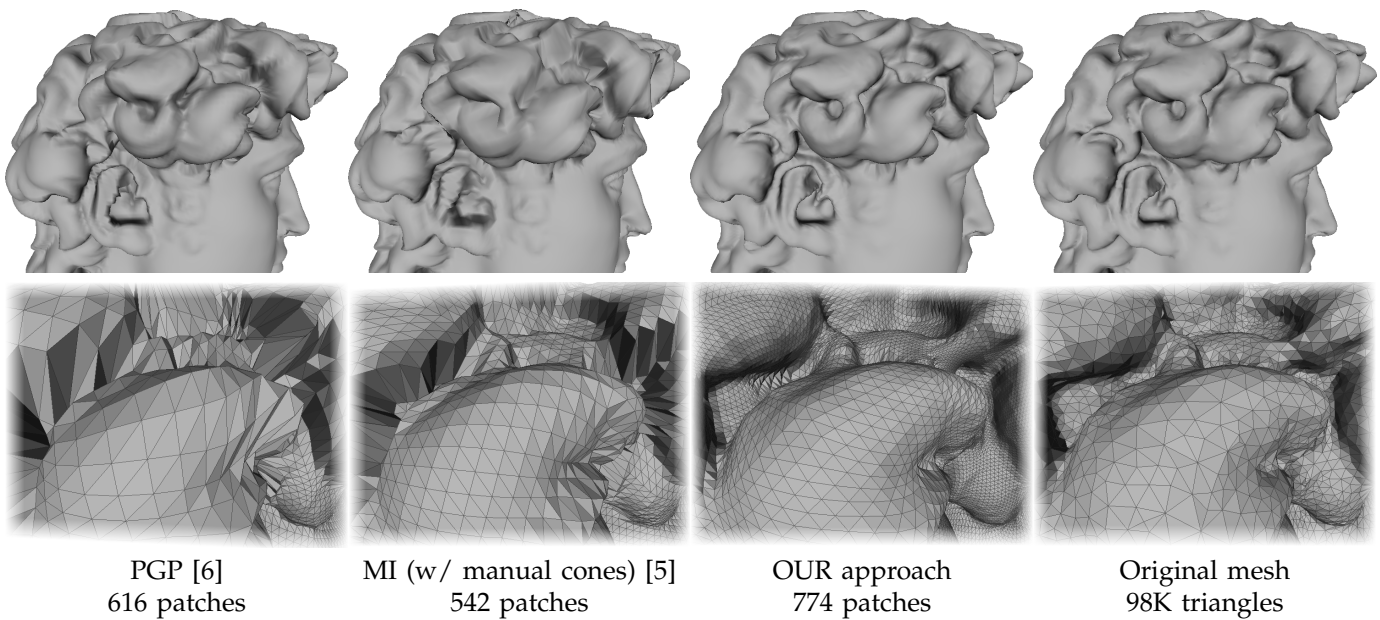 PGP [6]
616 patches
MI (w/ manual cones) [5]
542 patches
OUR approach
774 patches
Original mesh
98K triangles